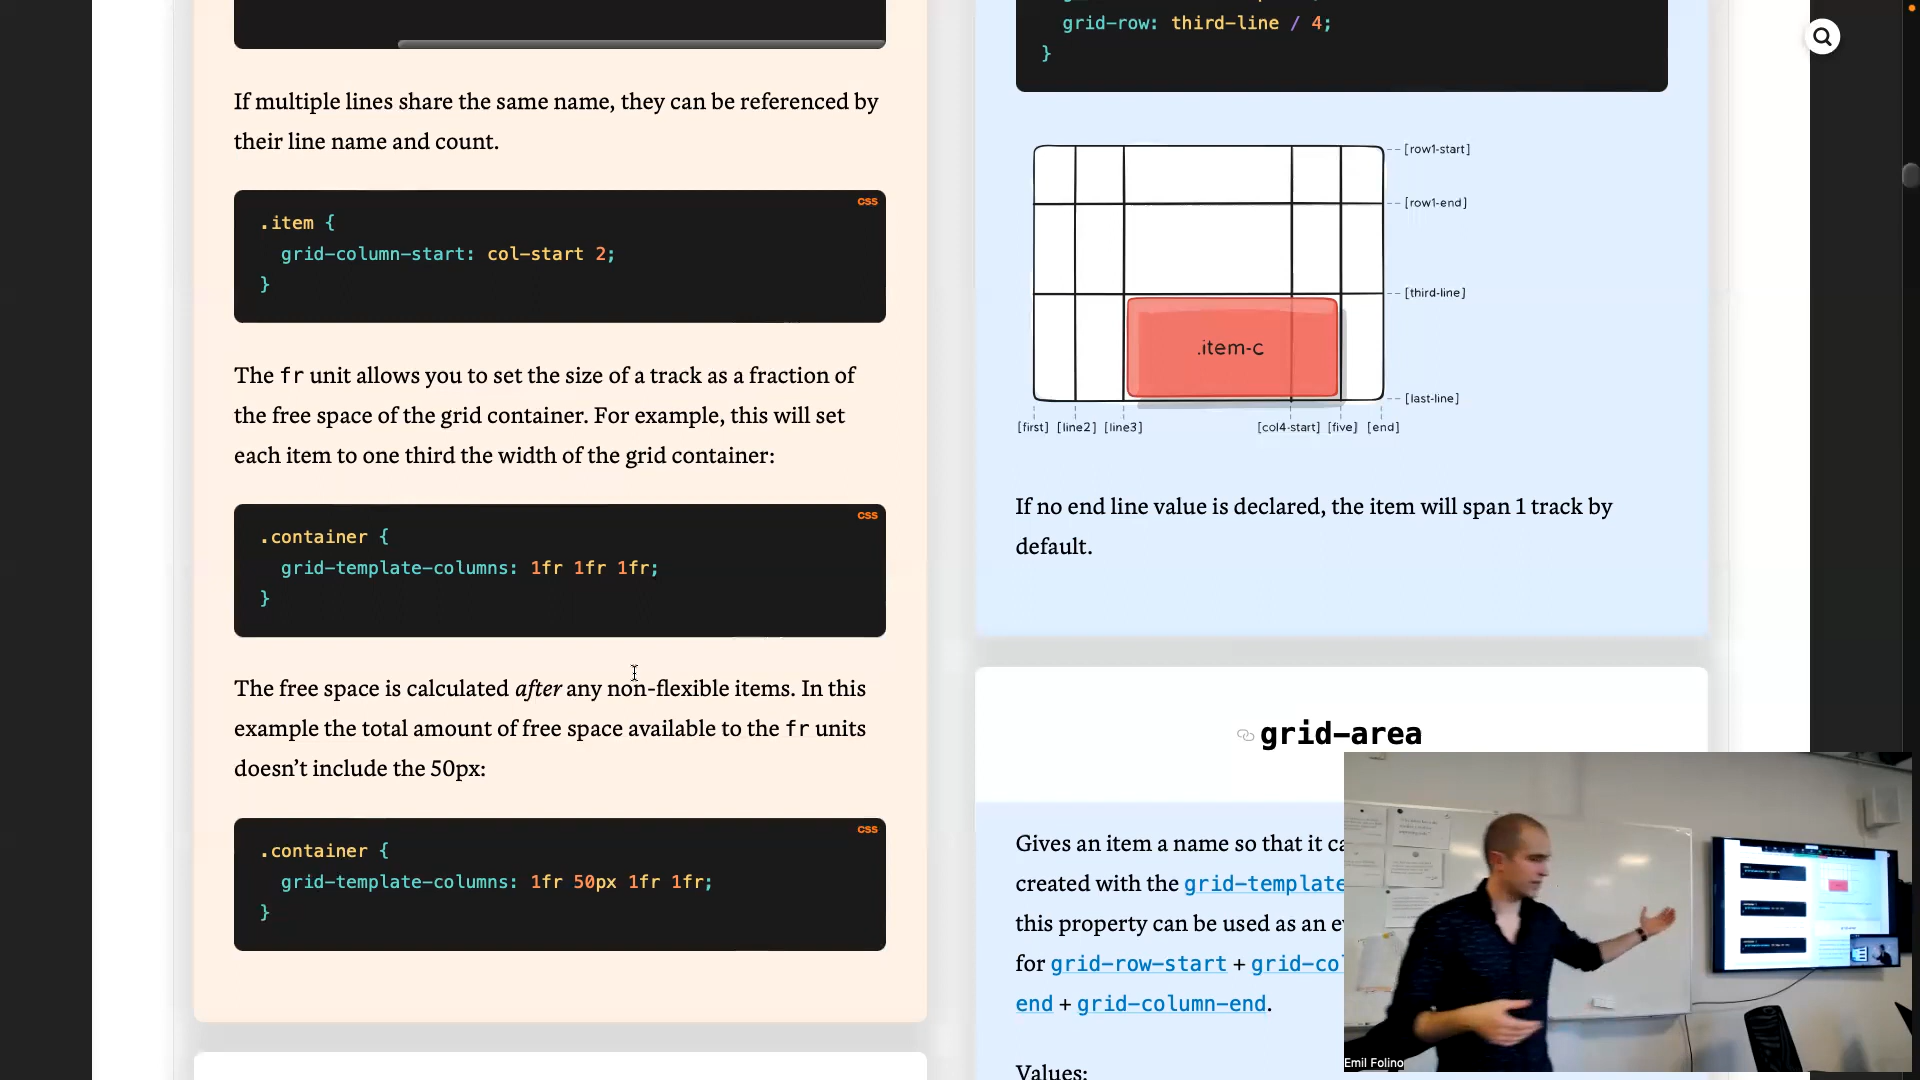 If multiple lines share the same name, they can be referenced by
their line name and count.
css
.item {
grid-column-start: col-start 2;
}
The fr unit allows you to set the size of a track as a fraction of
the free space of the grid container. For example, this will set
each item to one third the width of the grid container:
css
.container {
grid-template-columns: 1fr 1fr 1fr;
}
The free space is calculated after any non-flexible items. In this
example the total amount of free space available to the fr units
doesn’t include the 50px:
css
.container {
grid-template-columns: 1fr 50px 1fr 1fr;
}
grid-row: third-line / 4;
}
[row1-start]
[row1-end]
[third-line]
.item-c
[last-line]
[first] [line2] [line3] [col4-start] [five] [end]
If no end line value is declared, the item will span 1 track by
default.
grid-area
Gives an item a name so that it
created with the grid-template
this property can be used as an
for grid-row-start +
end + grid-column-end.
Values:
Emil Folino